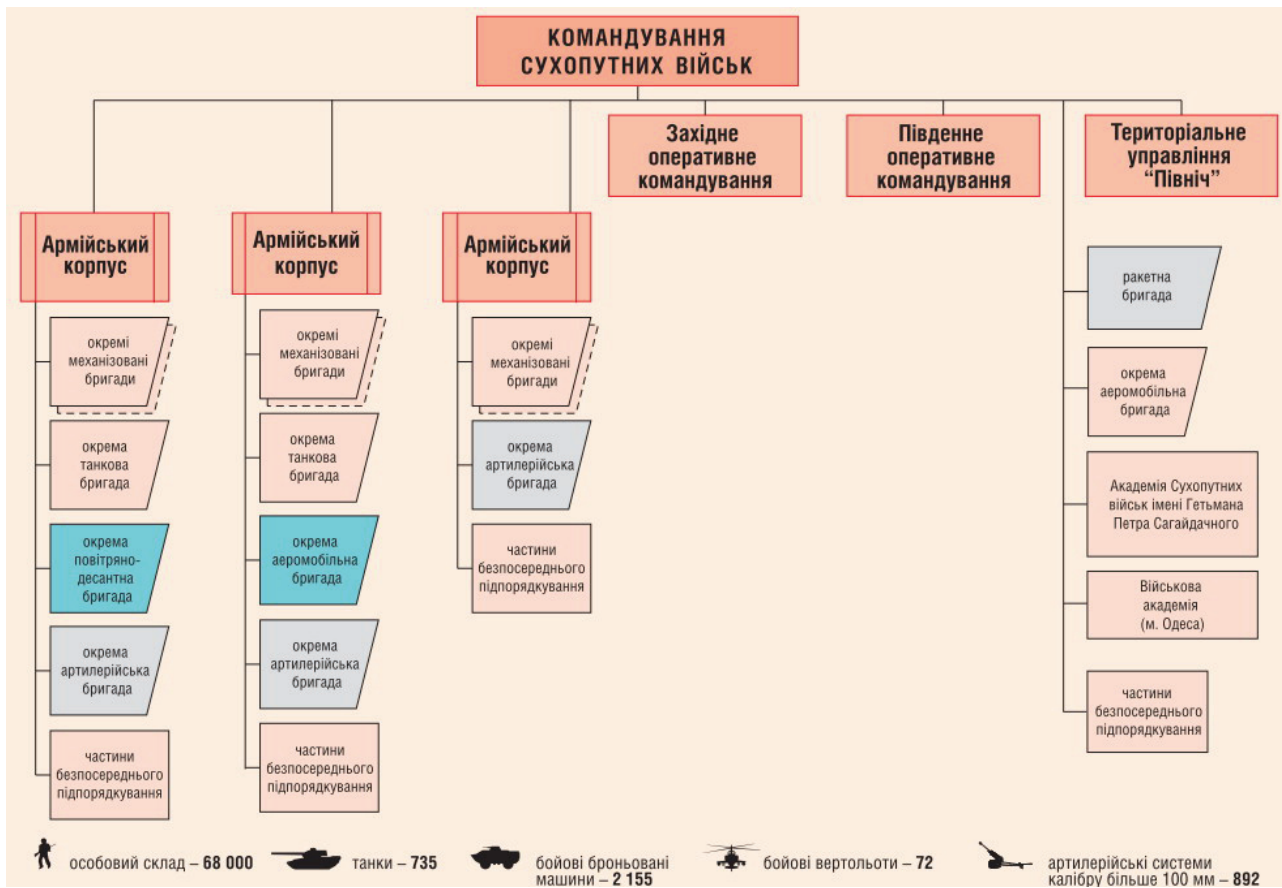 КОМАНДУВАННЯ
СУХОПУТНИХ ВІЙСЬК
Західне
оперативне
командування
Південне
оперативне
командування
Територіальне
управління
“Північ”
Армійський
корпус
окремі
механізовані
бригади
окрема
танкова
бригада
окрема
повітряно-
десантна
бригада
окрема
артилерійська
бригада
частини
безпосереднього
підпорядкування
Армійський
корпус
окремі
механізовані
бригади
окрема
танкова
бригада
окрема
аеромобільна
бригада
окрема
артилерійська
бригада
частини
безпосереднього
підпорядкування
Армійський
корпус
окремі
механізовані
бригади
окрема
артилерійська
бригада
частини
безпосереднього
підпорядкування
ракетна
бригада
окрема
аеромобільна
бригада
Академія Сухопутних
військ імені Гетьмана
Петра Сагайдачного
Військова
академія
(м. Одеса)
частини
безпосереднього
підпорядкування
особовий склад – 68 000
танки – 735
бойові броньовані
машини – 2 155
бойові вертольоти – 72
артилерійські системи
калібру більше 100 мм – 892